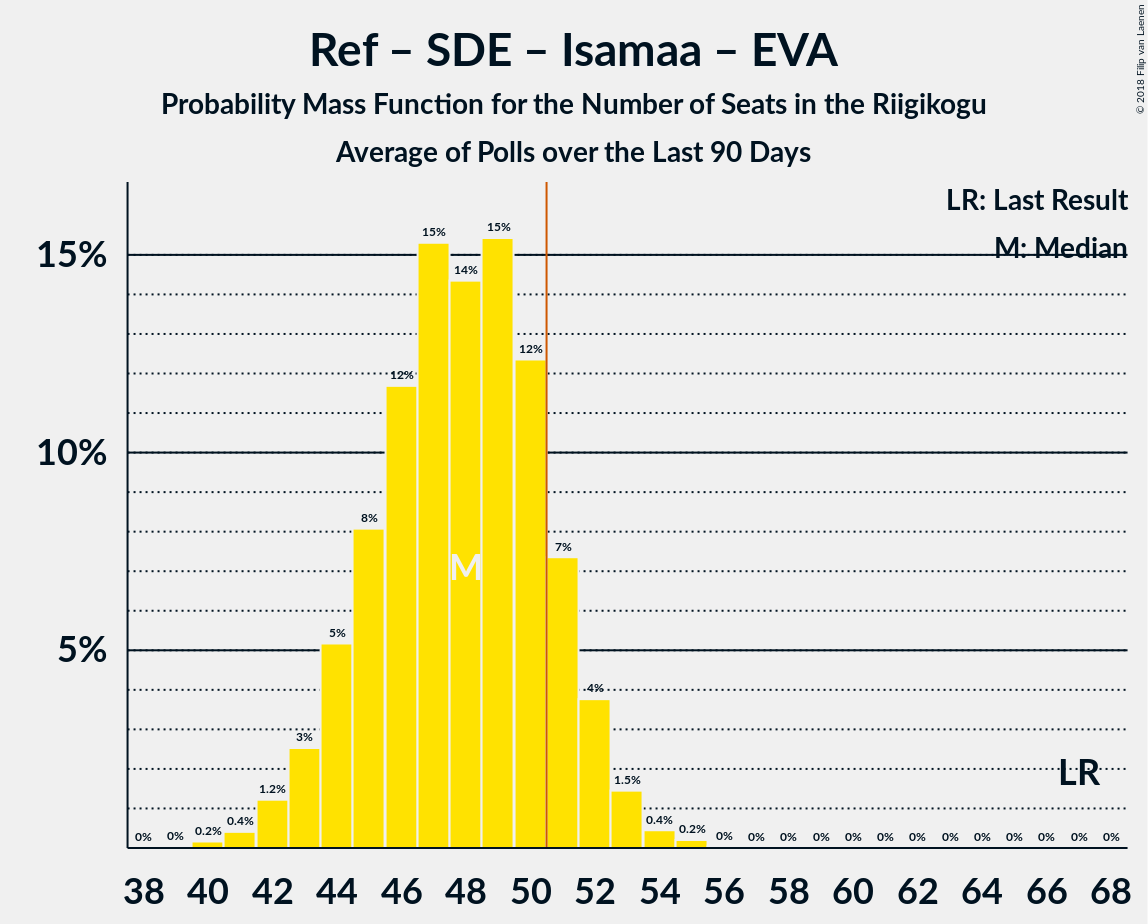 Ref – SDE – Isamaa – EVA
Probability Mass Function for the Number of Seats in the Riigikogu
Average of Polls over the Last 90 Days
© 2018 Filip van Laenen
LR: Last Result
M: Median
15%
10%
5%
0% 0% 0.2% 0.4% 1.2% 3% 5% 8% 12% 15% 14% 15% 12% 7% 4% 1.5% 0.4% 0.2% 0% 0% 0% 0% 0% 0% 0% 0% 0% 0% 0% 0% 0%
M
LR
38 40 42 44 46 48 50 52 54 56 58 60 62 64 66 68